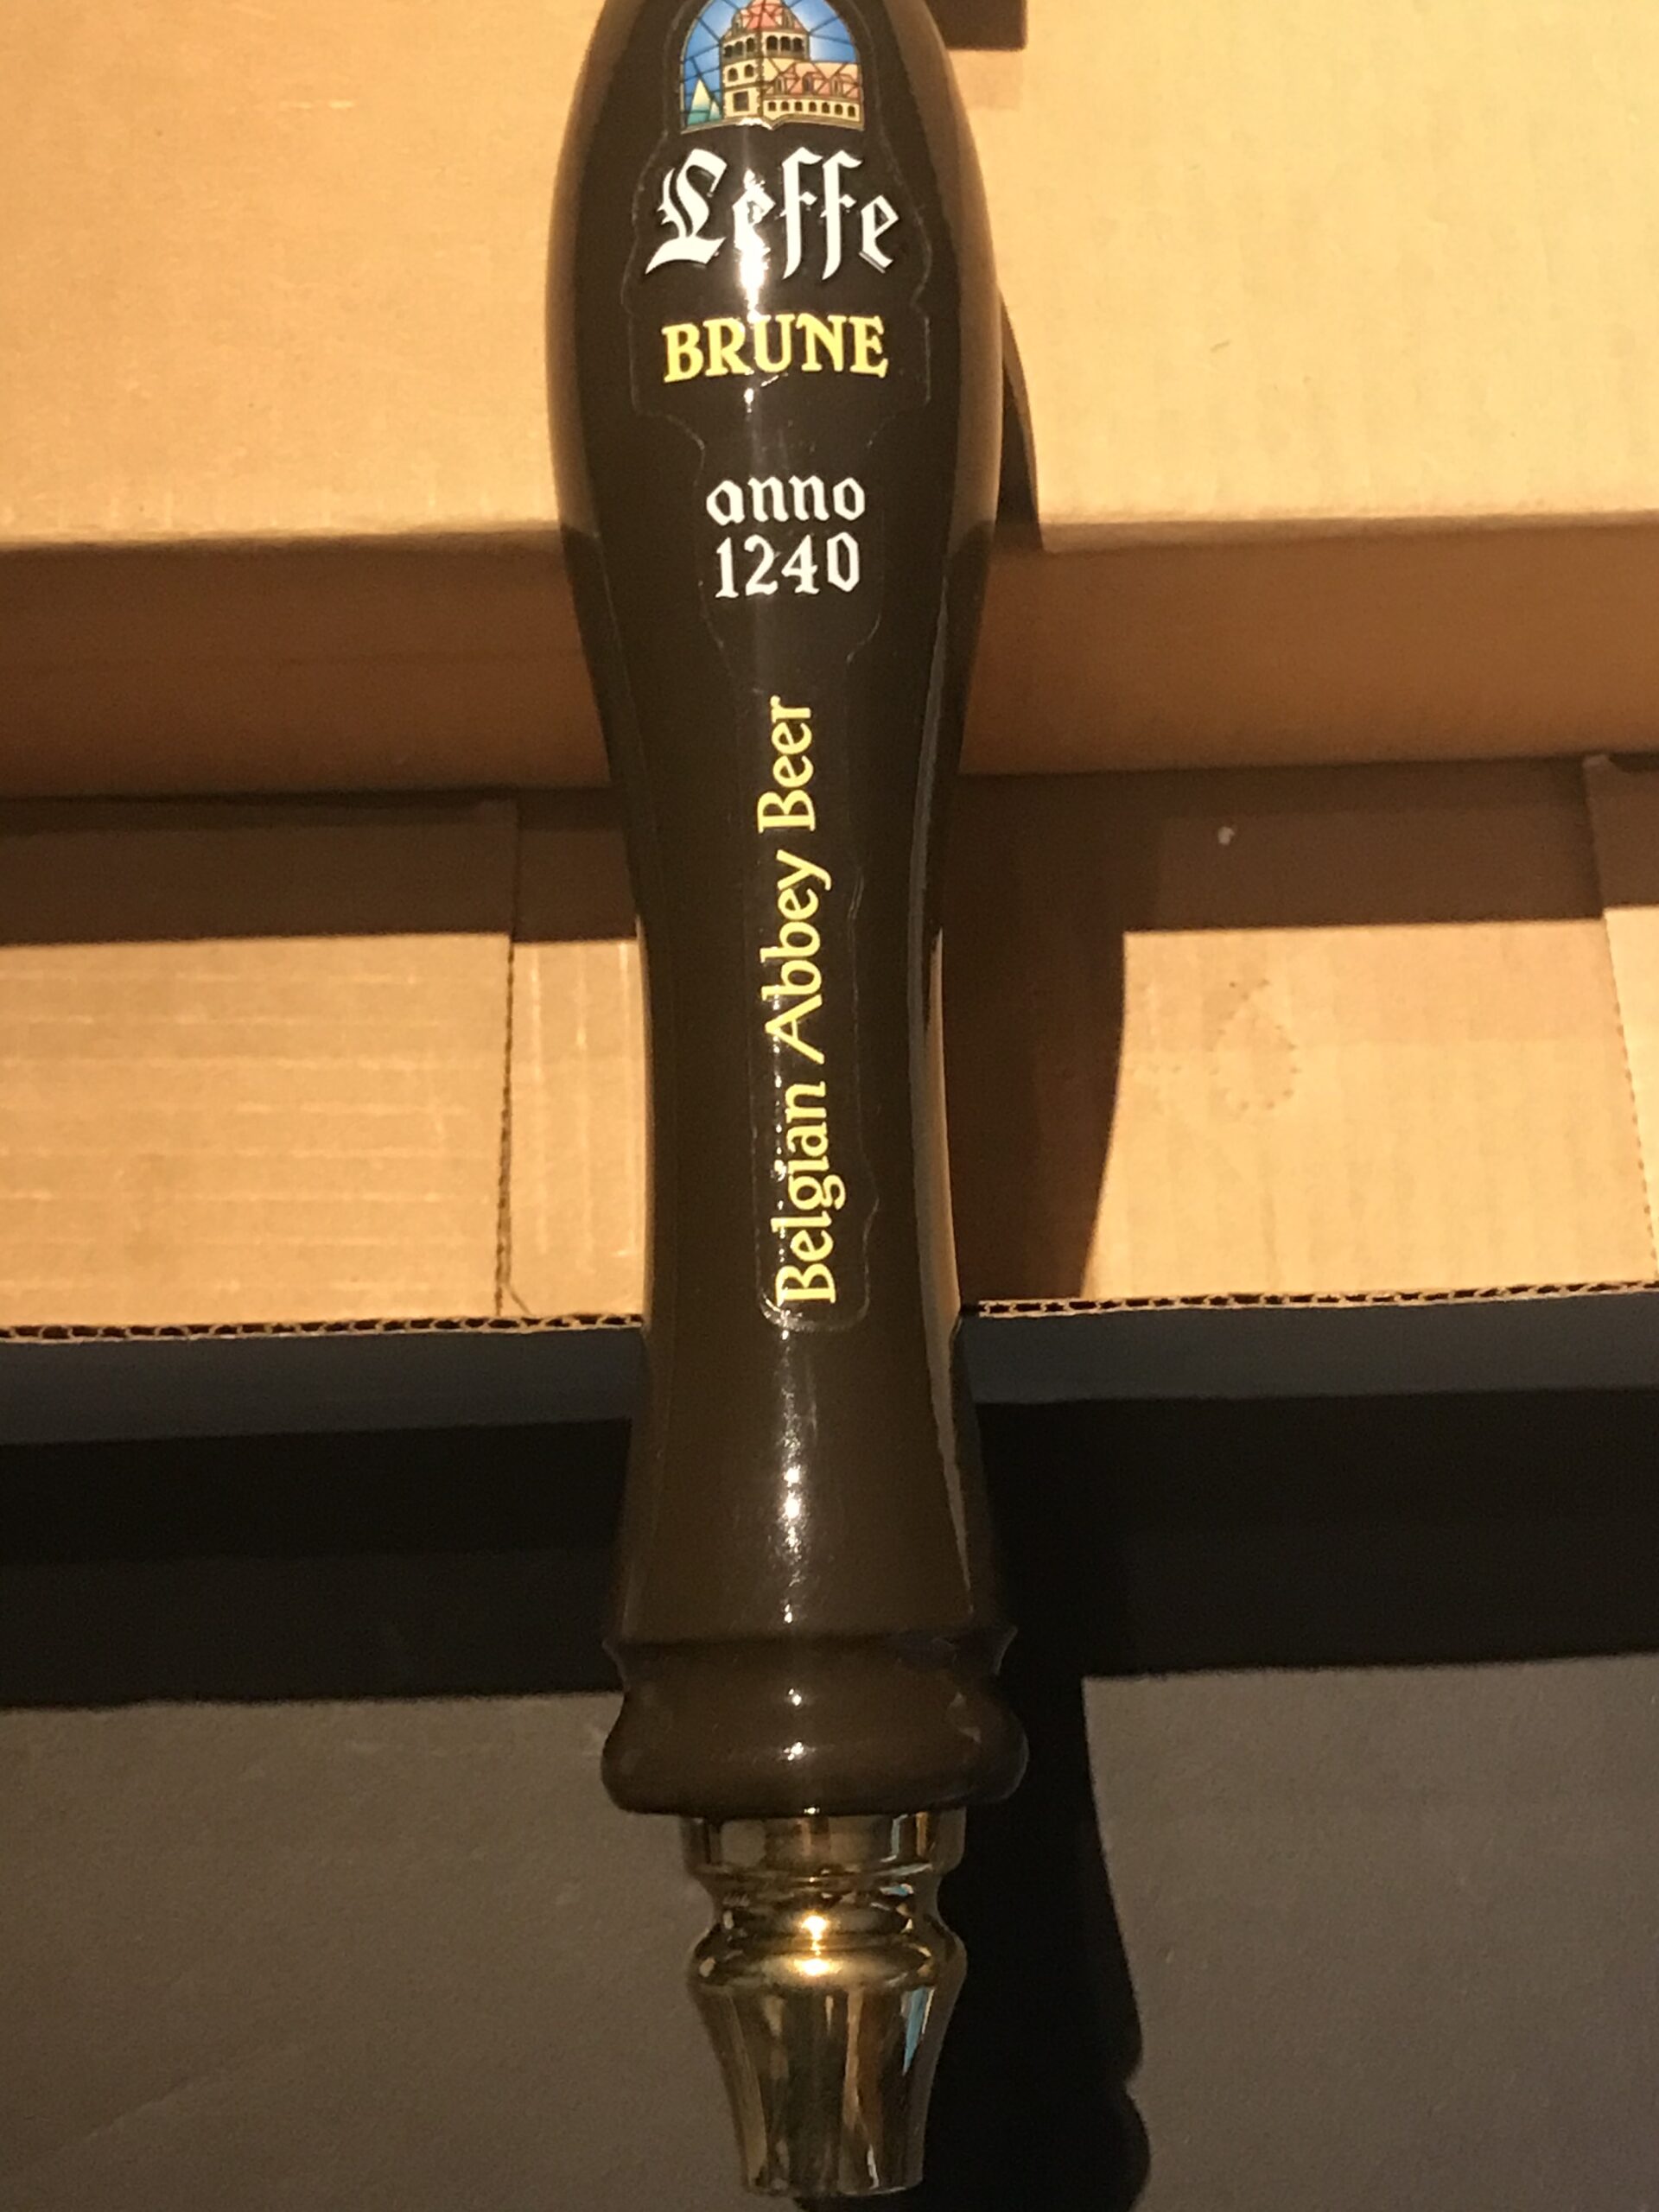 Leffe
BRUNE
anno
1240
Belgian Abbey Beer